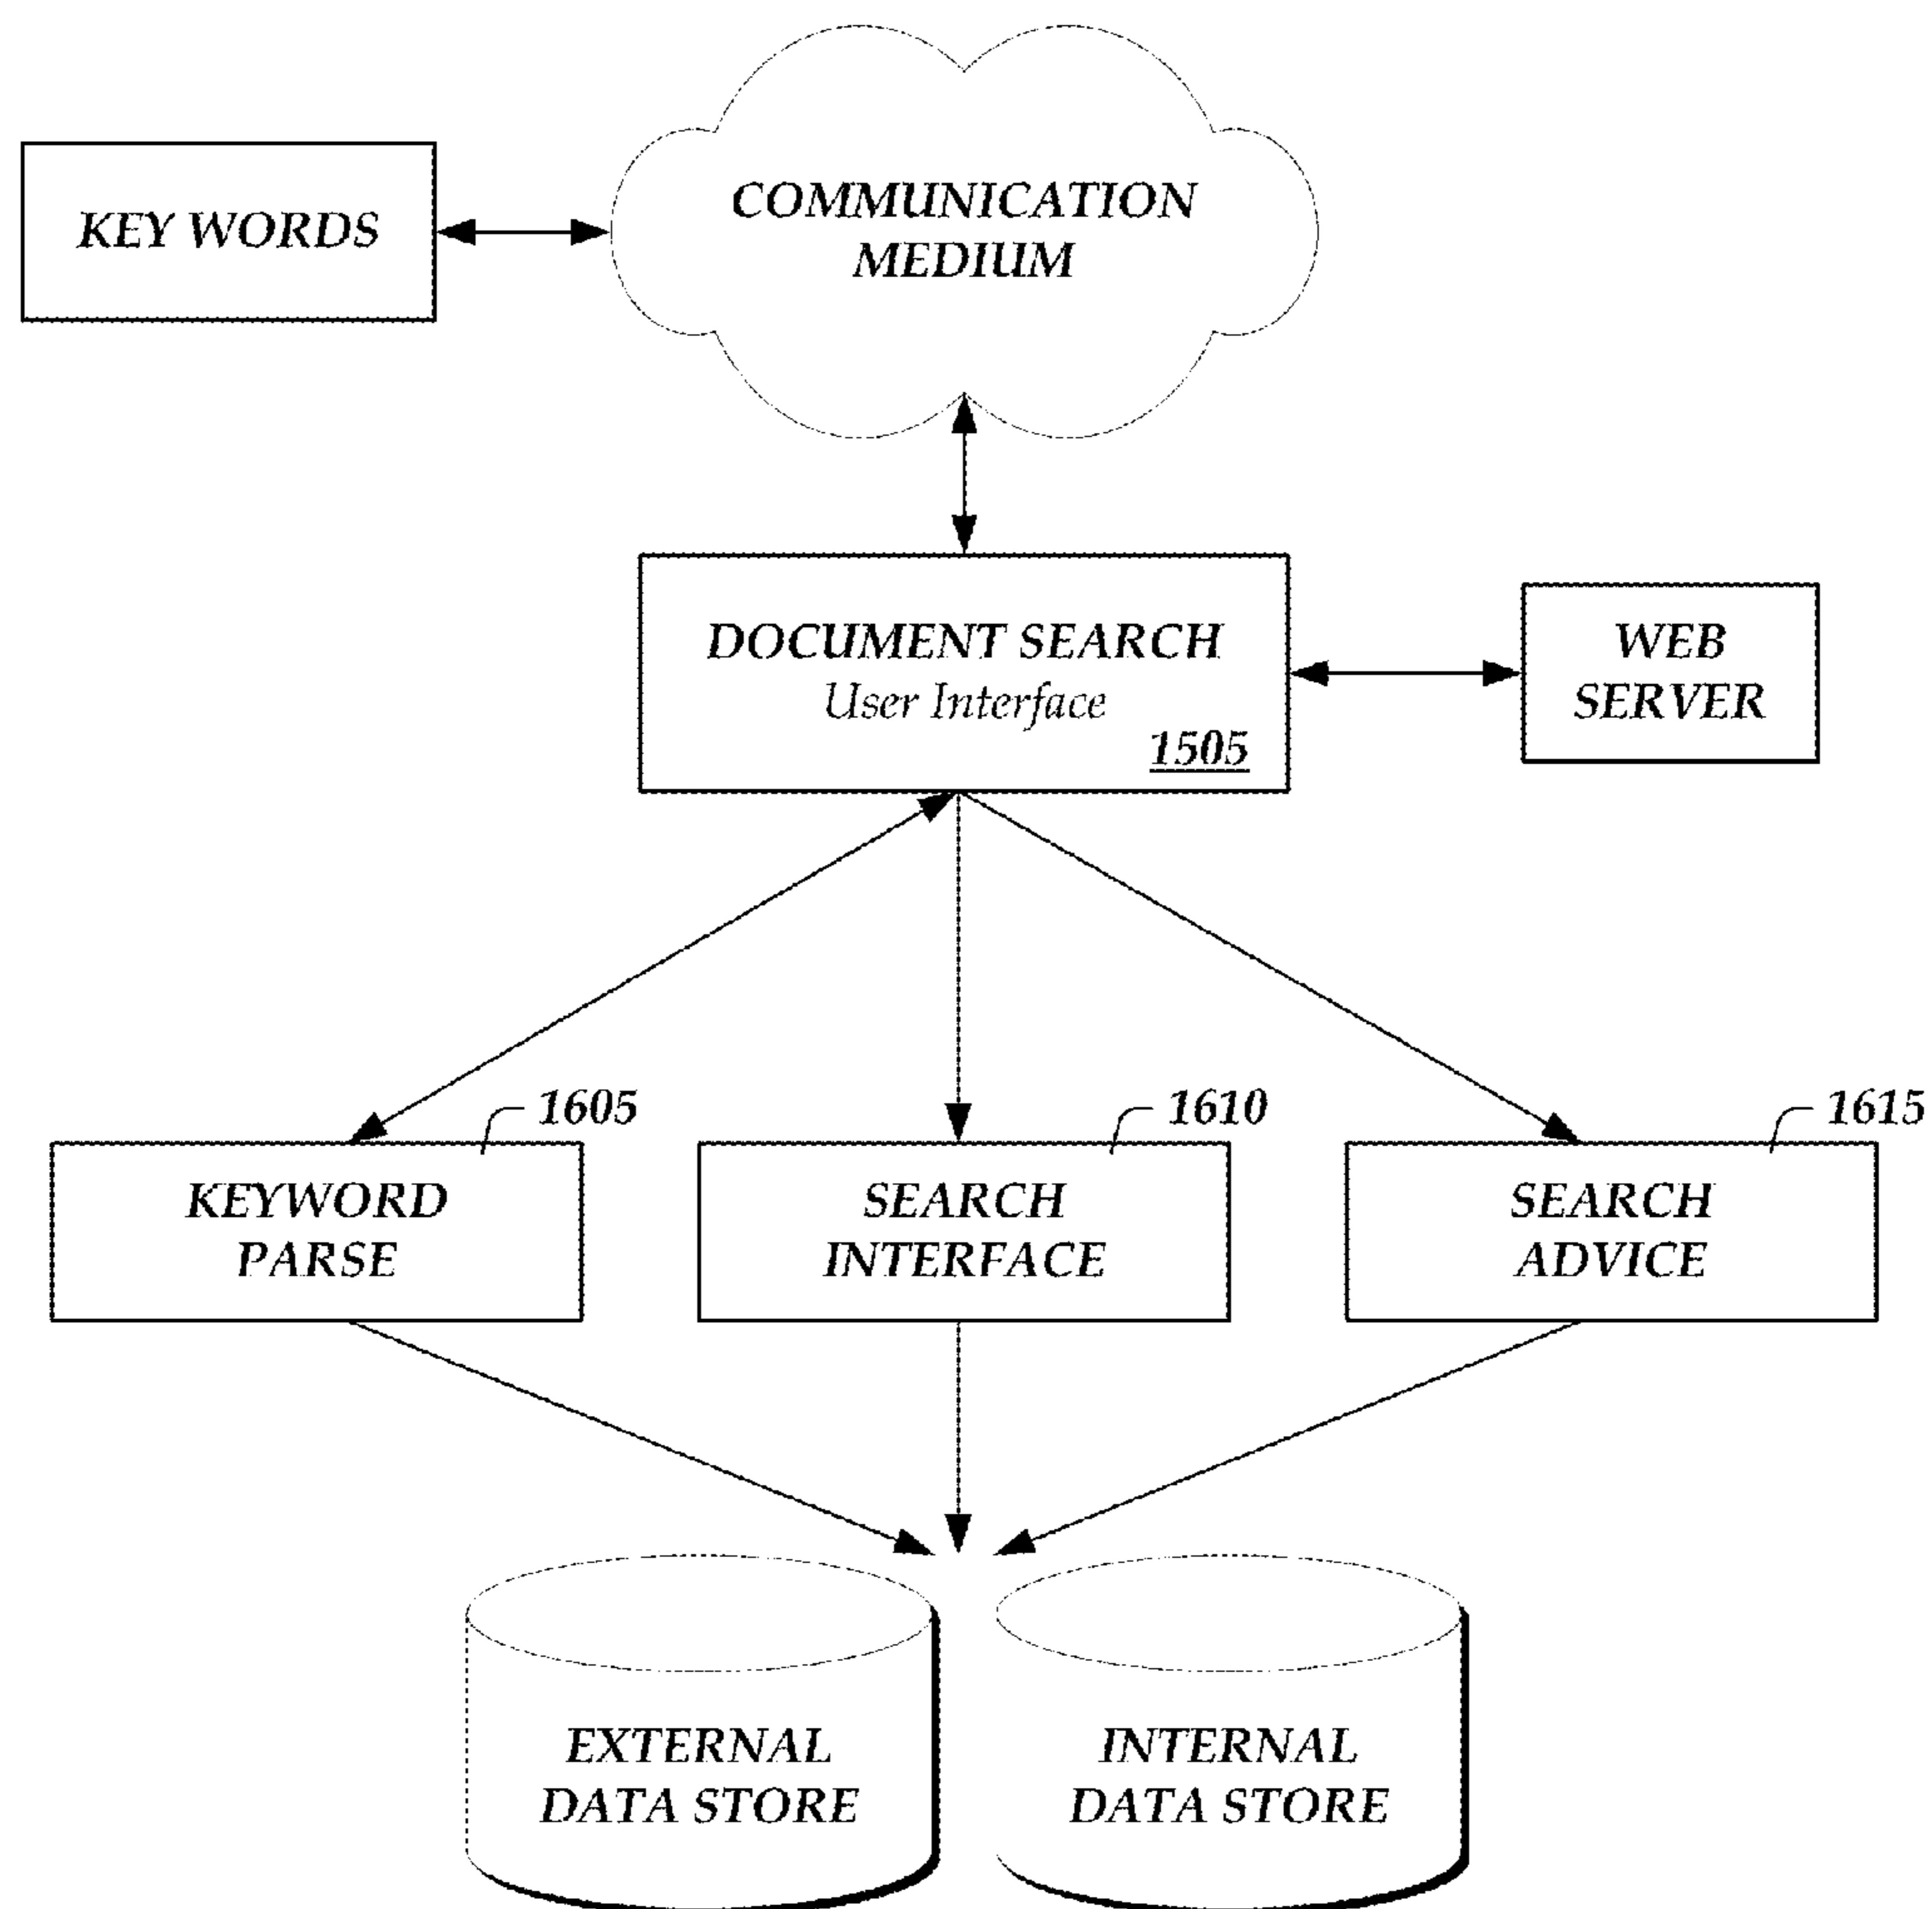 COMMUNICATION
MEDIUM
KEY WORDS
DOCUMENT SEARCH
User Interface
1505
WEB
SERVER
1605
KEYWORD
PARSE
1610
SEARCH
INTERFACE
1615
SEARCH
ADVICE
EXTERNAL
DATA STORE
INTERNAL
DATA STORE